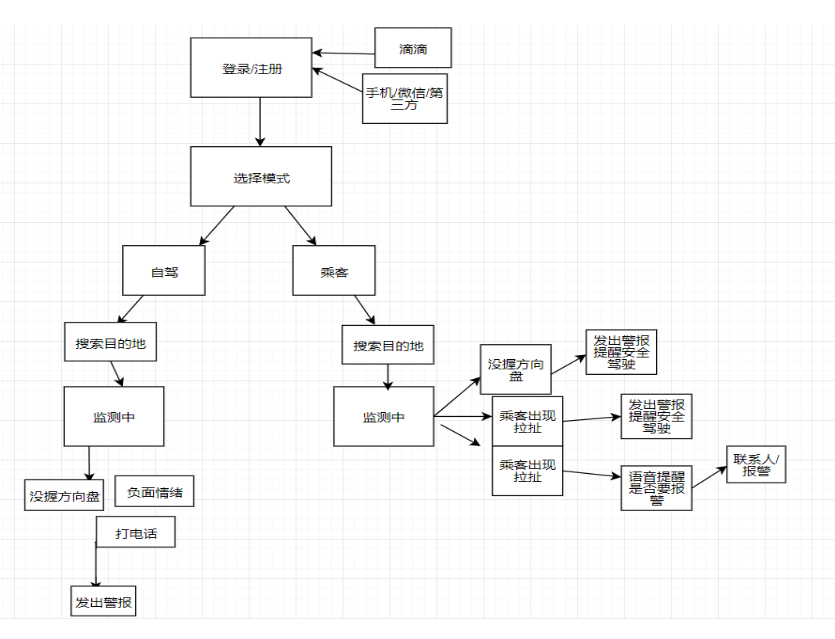 滴滴
登录/注册
手机/微信/第
三方
选择模式
自驾
乘客
搜索目的地
搜索目的地
监测中
监测中
没握方向
盘
发出警报
提醒安全
驾驶
乘客出现
拉扯
发出警报
提醒安全
驾驶
乘客出现
拉扯
语音提醒
是否要报
警
联系人/
报警
没握方向盘
负面情绪
打电话
发出警报